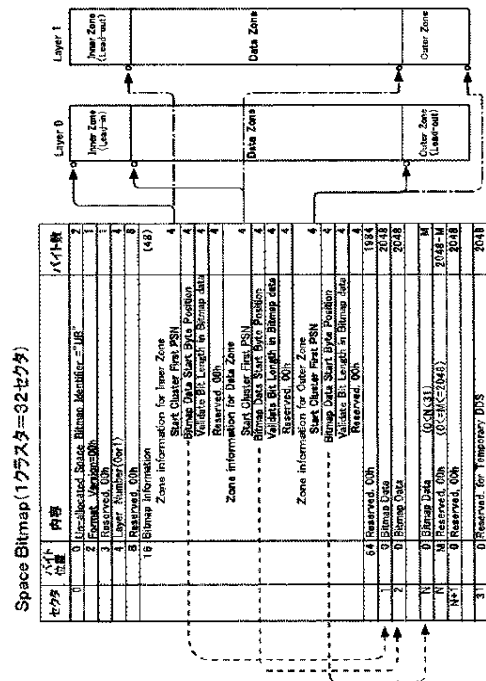 Space Bitmap(1クラスタ=32セクタ)
セクタ バイト位置 内容 バイト数
0 0 Un-allocated Space Bitmap Identifier ="UB" 2
2 Format Version=00h 1
3 Reserved, 00h 1
4 Layer Number(0or1) 4
8 Reserved, 00h 8
16 Bitmap Information (48)
Zone information for Inner Zone
Start Cluster First PSN 4
Bitmap Data Start Byte Position 4
Validate Bit Length in Bitmap data 4
Reserved, 00h 4
Zone information for Data Zone
Start Cluster First PSN 4
Bitmap Data Start Byte Position 4
Validate Bit Length in Bitmap data 4
Reserved, 00h 4
Zone information for Outer Zone
Start Cluster First PSN 4
Bitmap Data Start Byte Position 4
Validate Bit Length in Bitmap data 4
Reserved, 00h 4
64 Reserved, 00h 1984
1 0 Bitmap Data 2048
2 0 Bitmap Data 2048
N 0 Bitmap Data (0<N<31) M
N M Reserved, 00h (0<=M<=2048) 2048-M
N+1 0 Reserved, 00h 2048
31 0 Reserved, for Temporary DDS 2048
Layer 0
Inner Zone
(Lead-in)
Data Zone
Outer Zone
(Lead-out)
Layer 1
Inner Zone
(Lead-out)
Data Zone
Outer Zone